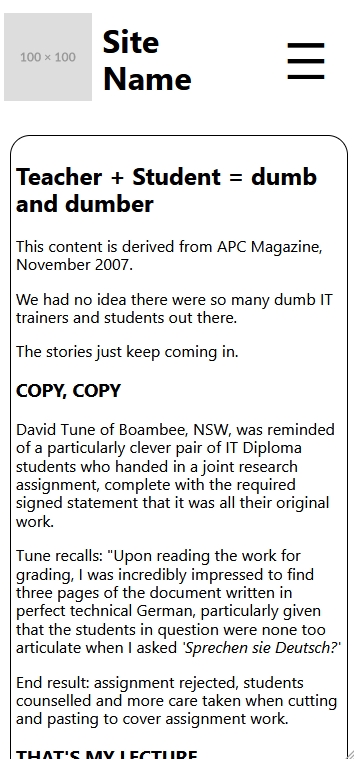 100 × 100
Site
Name
Teacher + Student = dumb
and dumber
This content is derived from APC Magazine,
November 2007.
We had no idea there were so many dumb IT
trainers and students out there.
The stories just keep coming in.
COPY, COPY
David Tune of Boambee, NSW, was reminded
of a particularly clever pair of IT Diploma
students who handed in a joint research
assignment, complete with the required
signed statement that it was all their original
work.
Tune recalls: "Upon reading the work for
grading, I was incredibly impressed to find
three pages of the document written in
perfect technical German, particularly given
that the students in question were none too
articulate when I asked 'Sprechen sie Deutsch?'
End result: assignment rejected, students
counselled and more care taken when cutting
and pasting to cover assignment work.
THAT'S MY LECTURE